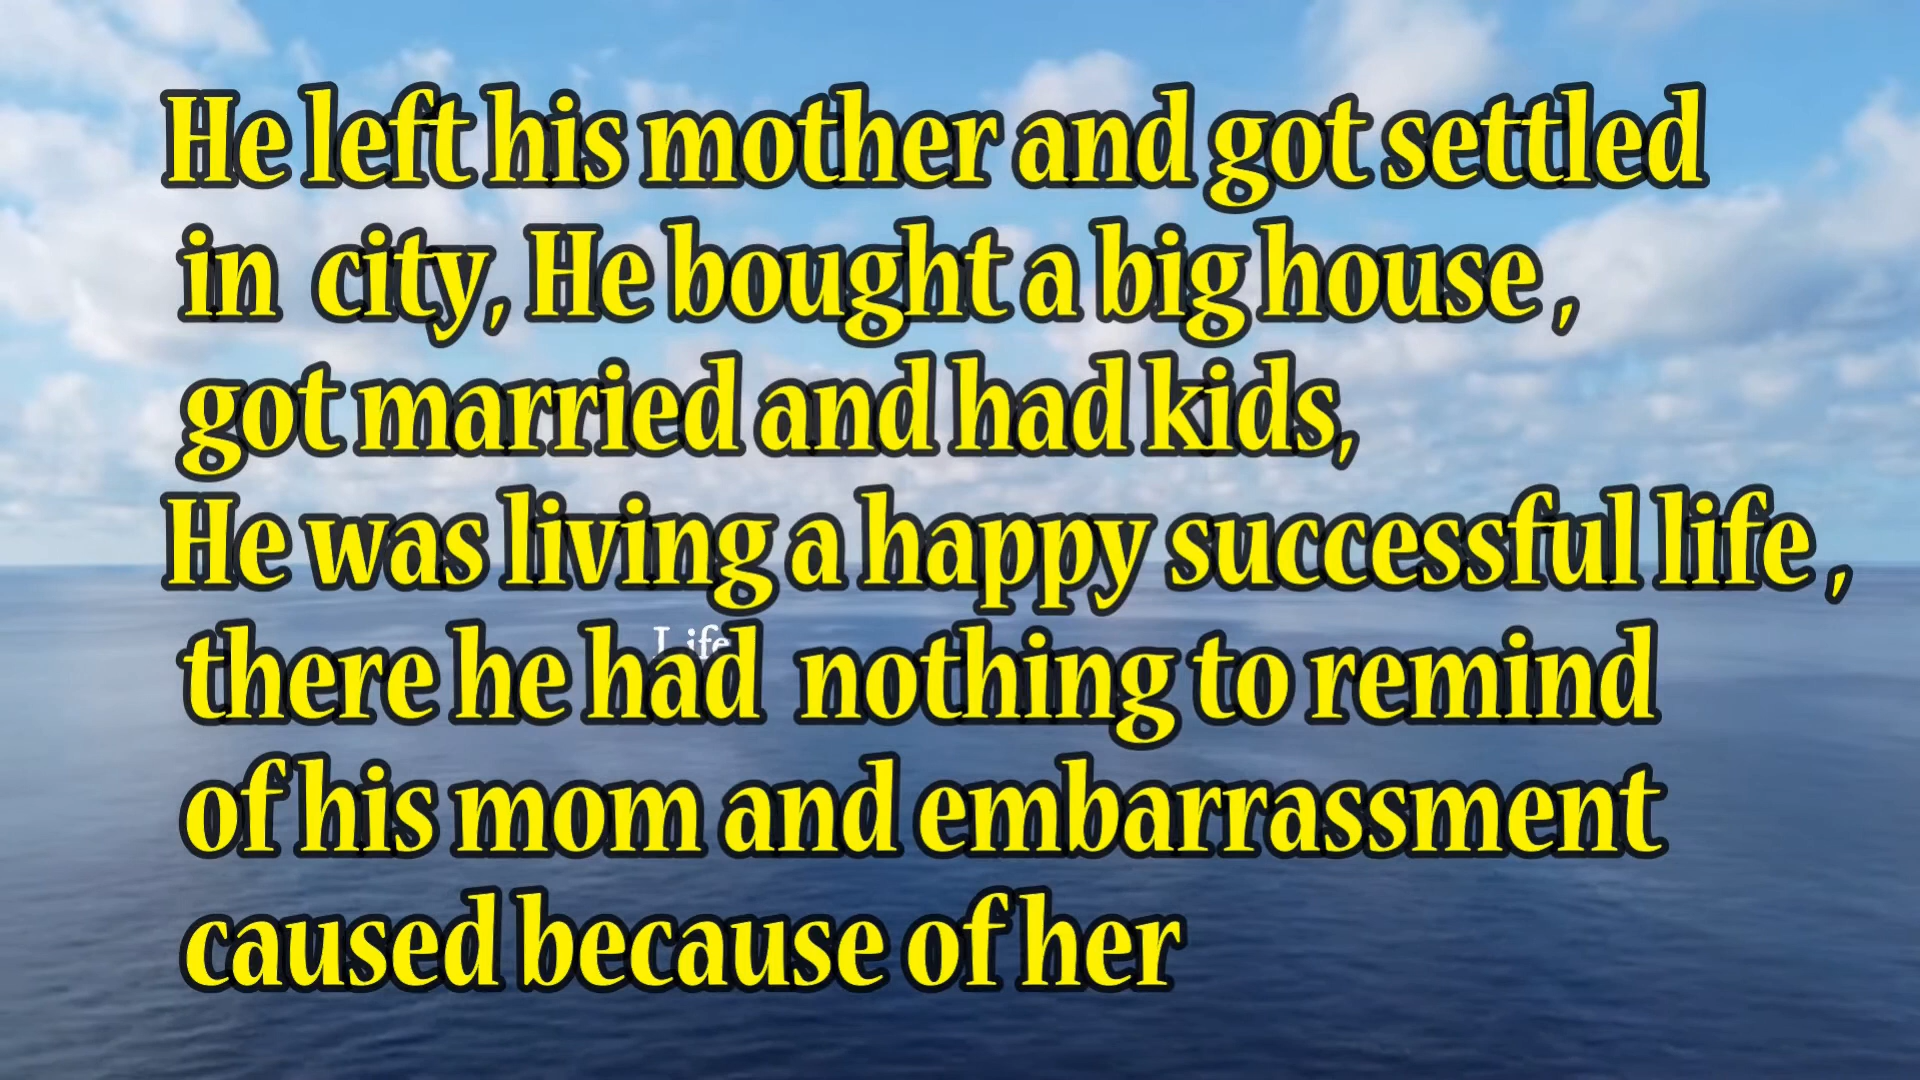 He left his mother and got settled
in city, He bought a big house ,
got married and had kids,
He was living a happy successful life ,
there he had nothing to remind
Life
of his mom and embarrassment
caused because of her